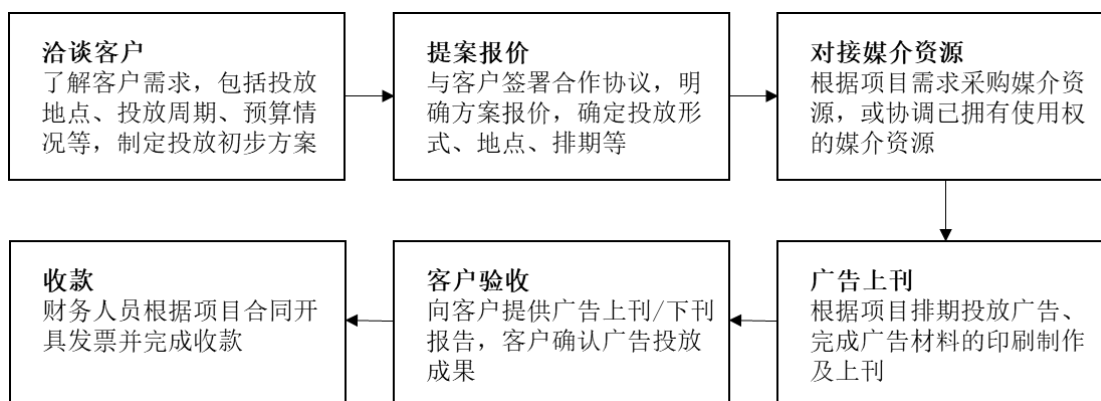 洽谈客户
了解客户需求，包括投放
地点、投放周期、预算情
况等，制定投放初步方案
提案报价
与客户签署合作协议，明
确方案报价，确定投放形
式、地点、排期等
对接媒介资源
根据项目需求采购媒介资
源，或协调已拥有使用权
的媒介资源
广告上刊
根据项目排期投放广告、
完成广告材料的印刷制作
及上刊
客户验收
向客户提供广告上刊/下刊
报告，客户确认广告投放
成果
收款
财务人员根据项目合同开
具发票并完成收款